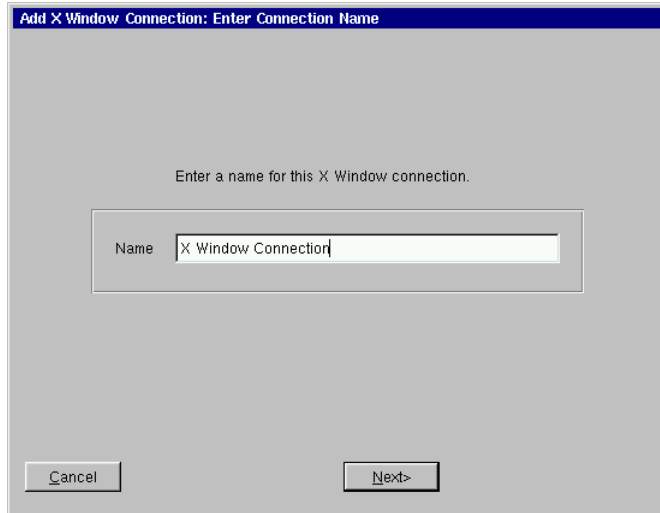 Add X Window Connection: Enter Connection Name
Enter a name for this X Window connection.
Name X Window Connection
Cancel Next>